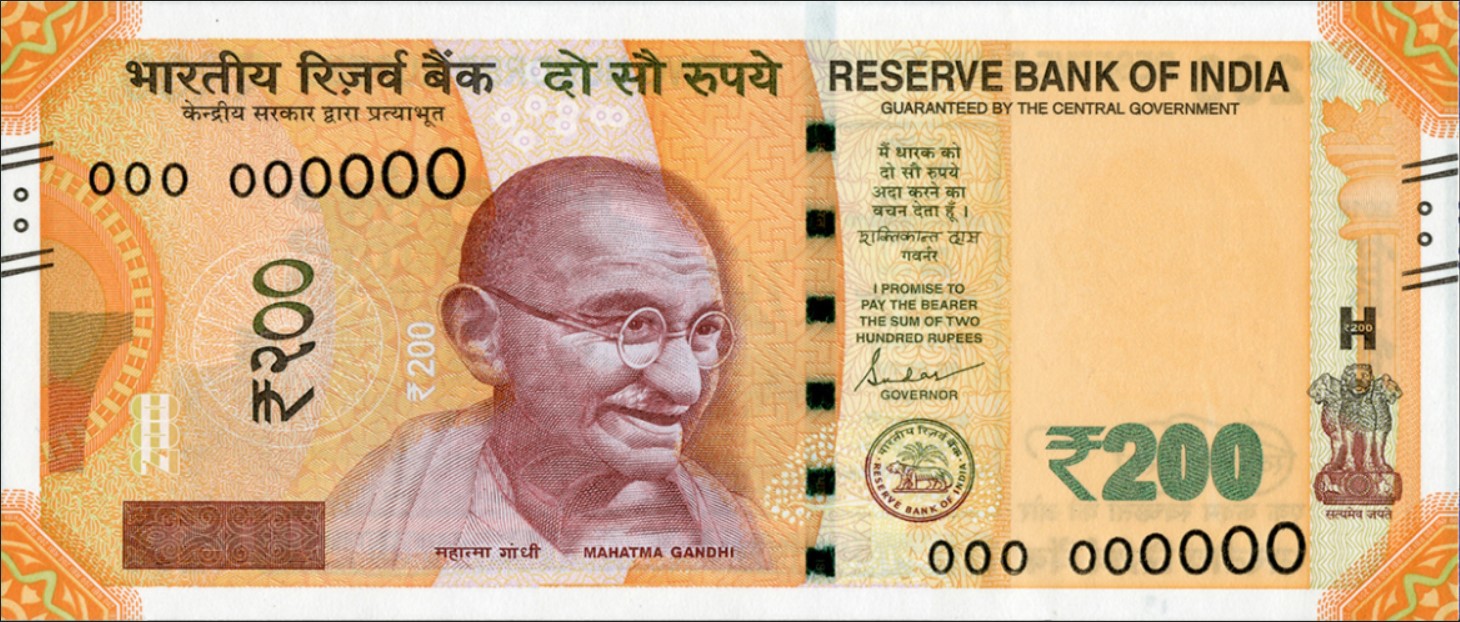 भारतीय रिज़र्व बैंक दो सौ रुपये
केन्द्रीय सरकार द्वारा प्रत्याभूत
RESERVE BANK OF INDIA
GUARANTEED BY THE CENTRAL GOVERNMENT
000 000000
₹२००
₹200
200
महात्मा गांधी MAHATMA GANDHI
मैं धारक को
दो सौ रुपये
अदा करने का
वचन देता हूँ ।
शक्तिकान्त दास
गवर्नर
I PROMISE TO
PAY THE BEARER
THE SUM OF TWO
HUNDRED RUPEES
GOVERNOR
भारतीय रिज़र्व बैंक
RESERVE BANK OF INDIA
₹200
H
₹200
सत्यमेव जयते
000 000000